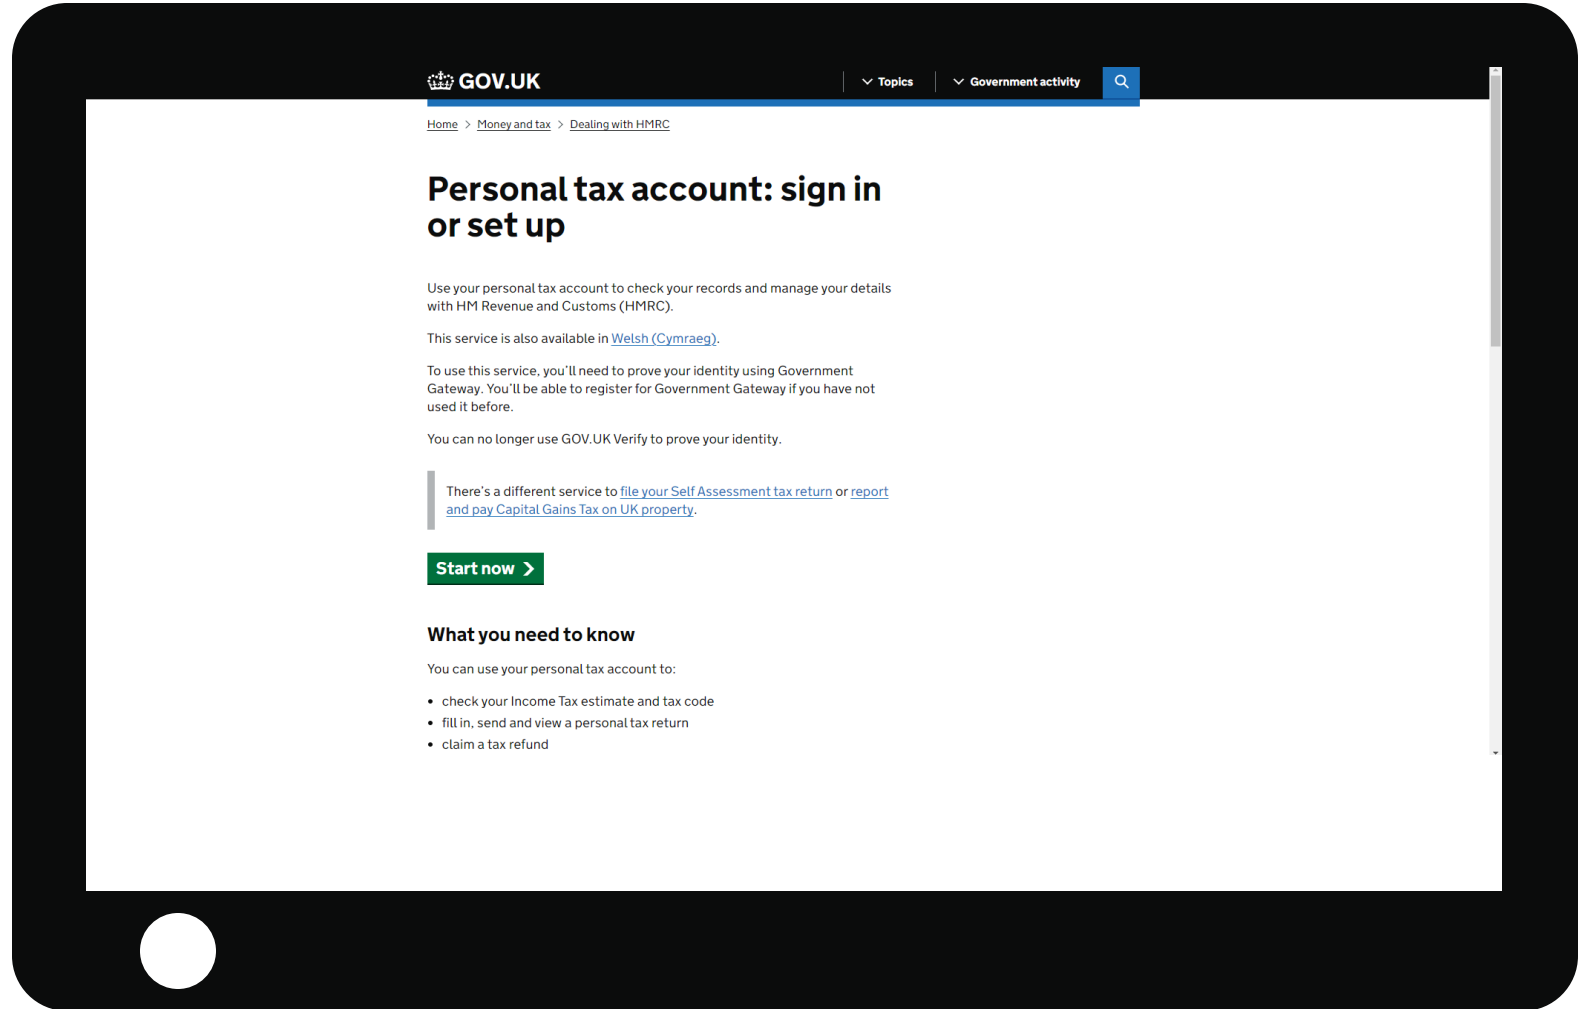 GOV.UK
Topics
Government activity
Home > Money and tax > Dealing with HMRC
Personal tax account: sign in
or set up
Use your personal tax account to check your records and manage your details
with HM Revenue and Customs (HMRC).
This service is also available in Welsh (Cymraeg).
To use this service, you'll need to prove your identity using Government
Gateway. You'll be able to register for Government Gateway if you have not
used it before.
You can no longer use GOV.UK Verify to prove your identity.
There's a different service to file your Self Assessment tax return or report
and pay Capital Gains Tax on UK property.
Start now
What you need to know
You can use your personal tax account to:
• check your Income Tax estimate and tax code
• fill in, send and view a personal tax return
• claim a tax refund